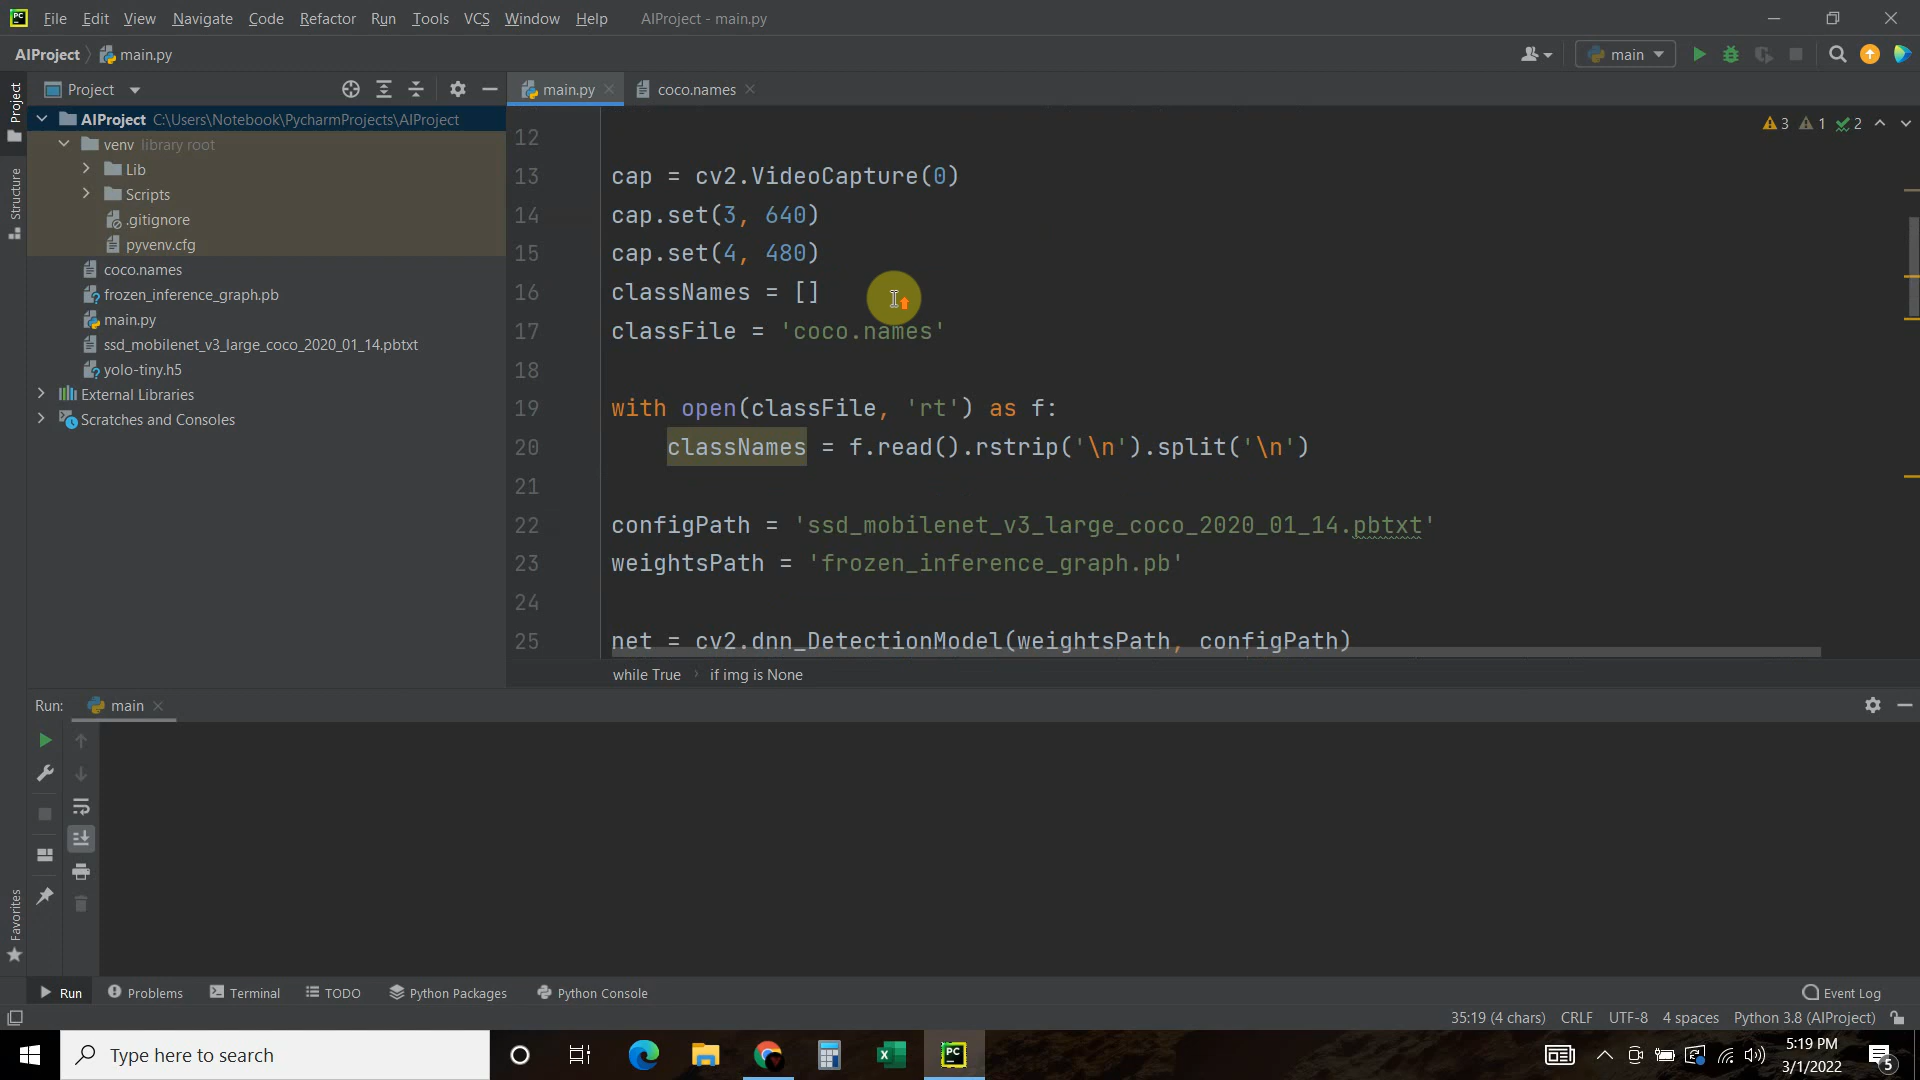 PC File Edit View Navigate Code Refactor Run Tools VCS Window Help AIProject - main.py
AIProject main.py main
Project main.py coco.names
Project
Structure
Favorites
AIProject C:\Users\Notebook\PycharmProjects\AIProject
venv library root
Lib
Scripts
.gitignore
pyvenv.cfg
coco.names
frozen_inference_graph.pb
main.py
ssd_mobilenet_v3_large_coco_2020_01_14.pbtxt
yolo-tiny.h5
External Libraries
Scratches and Consoles
3 1 2
12
13 cap = cv2.VideoCapture(0)
14 cap.set(3, 640)
15 cap.set(4, 480)
16 classNames = []
17 classFile = 'coco.names'
18
19 with open(classFile, 'rt') as f:
20 classNames = f.read().rstrip('\n').split('\n')
21
22 configPath = 'ssd_mobilenet_v3_large_coco_2020_01_14.pbtxt'
23 weightsPath = 'frozen_inference_graph.pb'
24
25 net = cv2.dnn_DetectionModel(weightsPath, configPath)
while True if img is None
Run: main
Run Problems Terminal TODO Python Packages Python Console Event Log
35:19 (4 chars) CRLF UTF-8 4 spaces Python 3.8 (AIProject)
Type here to search PC 5:19 PM
3/1/2022 5